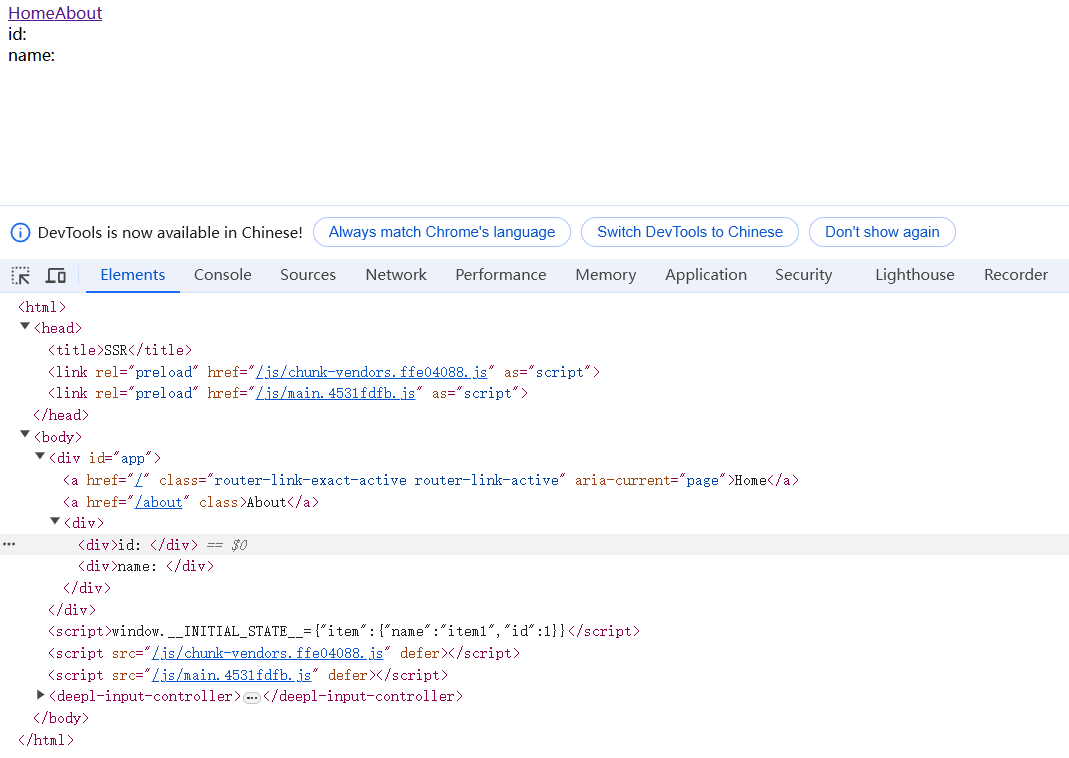 HomeAbout
id:
name:
DevTools is now available in Chinese! Always match Chrome's language Switch DevTools to Chinese Don't show again
Elements Console Sources Network Performance Memory Application Security Lighthouse Recorder
<html>
<head>
<title>SSR</title>
<link rel="preload" href="/js/chunk-vendors.ffe04088.js" as="script">
<link rel="preload" href="/js/main.4531fdfb.js" as="script">
</head>
<body>
<div id="app">
<a href="/" class="router-link-exact-active router-link-active" aria-current="page">Home</a>
<a href="/about" class>About</a>
<div>
<div>id: </div> == $0
<div>name: </div>
</div>
</div>
<script>window.__INITIAL_STATE__={"item":{"name":"item1","id":1}}</script>
<script src="/js/chunk-vendors.ffe04088.js" defer></script>
<script src="/js/main.4531fdfb.js" defer></script>
<deepl-input-controller>…</deepl-input-controller>
</body>
</html>